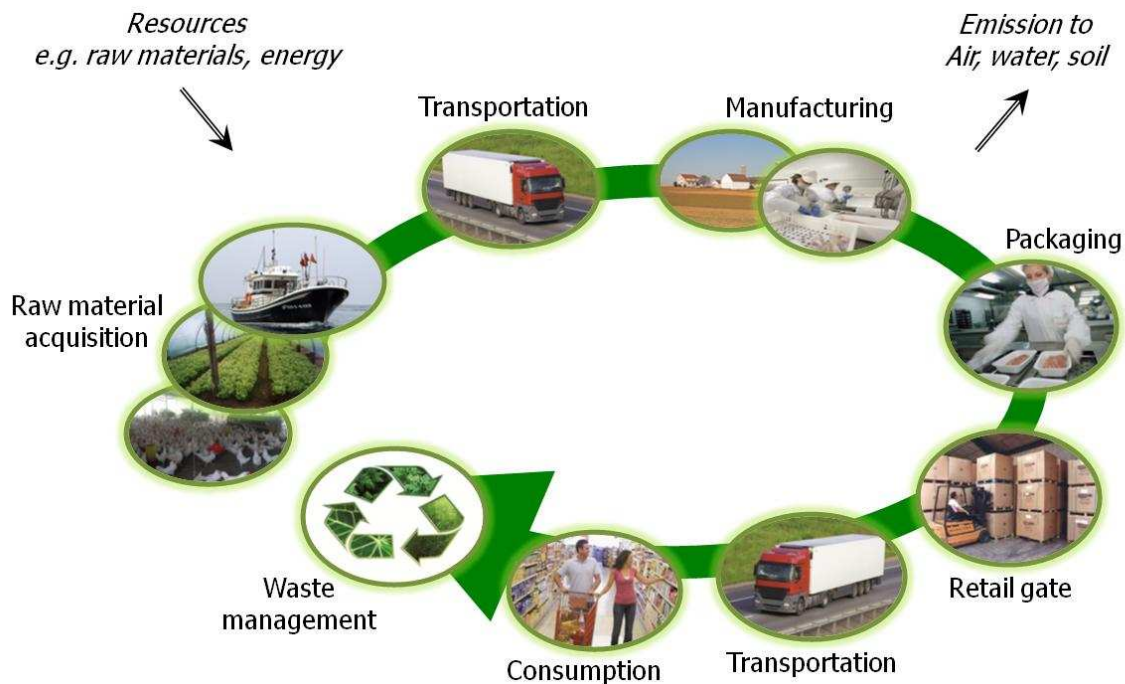 Resources
e.g. raw materials, energy
Emission to
Air, water, soil
Transportation
Manufacturing
Packaging
Raw material
acquisition
Retail gate
Waste
management
Consumption
Transportation